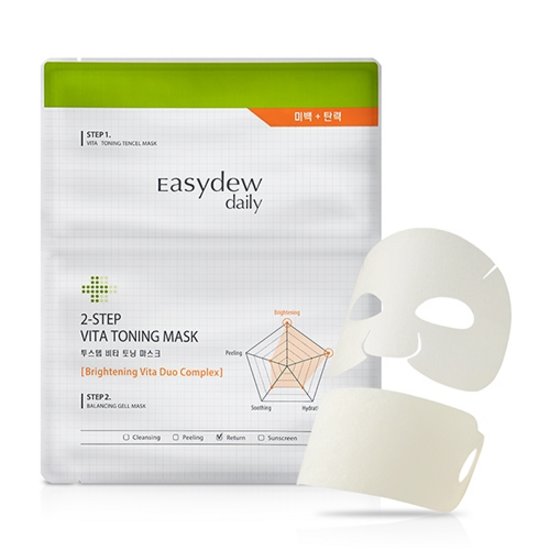 미백 + 탄력
STEP 1.
VITA TONING TENCEL MASK
Easydew
daily
2-STEP
VITA TONING MASK
투스텝 비타 토닝 마스크
[Brightening Vita Duo Complex]
STEP 2.
BALANCING GELL MASK
Brightening
Peeling
Soothing
Cleansing Peeling Return Sunscreen